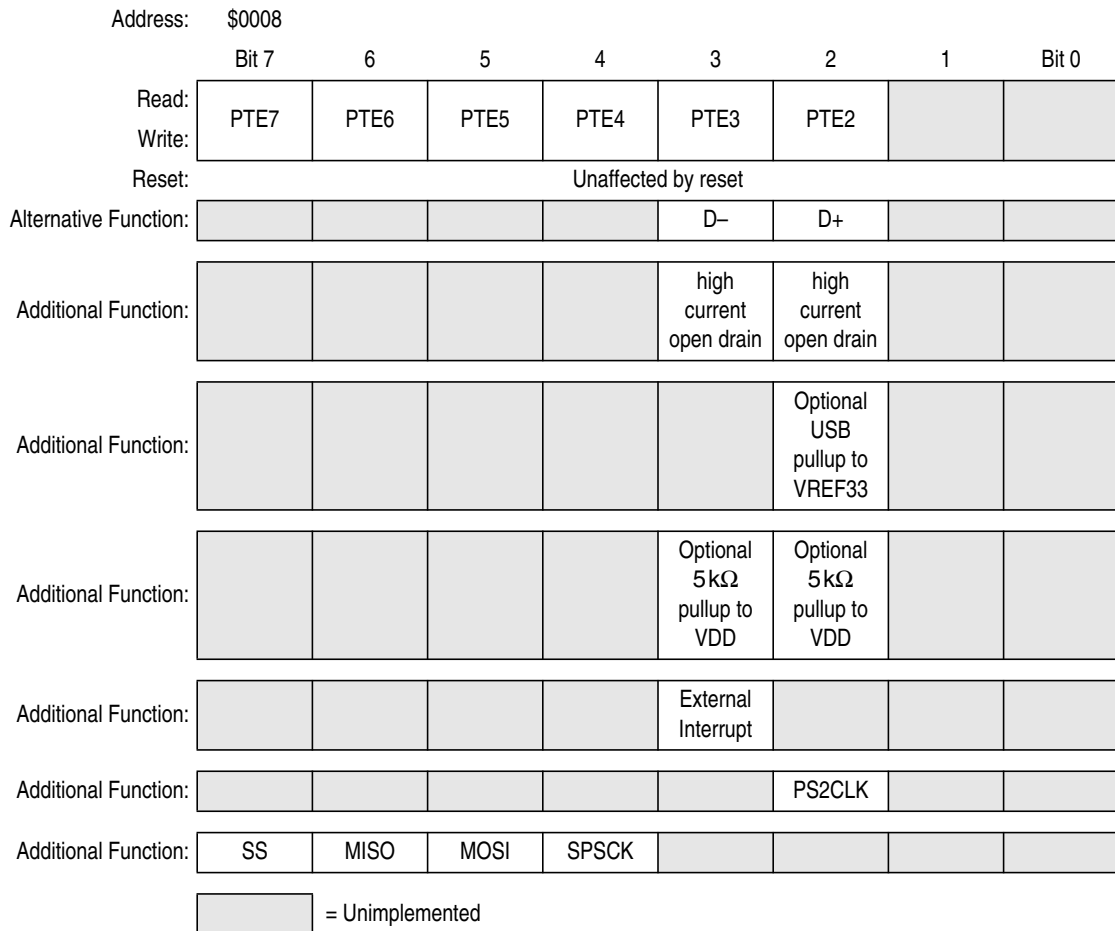 Address: $0008
Bit 7 6 5 4 3 2 1 Bit 0
Read:
Write:
PTE7 PTE6 PTE5 PTE4 PTE3 PTE2
Reset: Unaffected by reset
Alternative Function: D– D+
Additional Function: high current open drain high current open drain
Additional Function: Optional USB pullup to VREF33
Additional Function: Optional 5kΩ pullup to VDD Optional 5kΩ pullup to VDD
Additional Function: External Interrupt
Additional Function: PS2CLK
Additional Function: SS MISO MOSI SPSCK
= Unimplemented